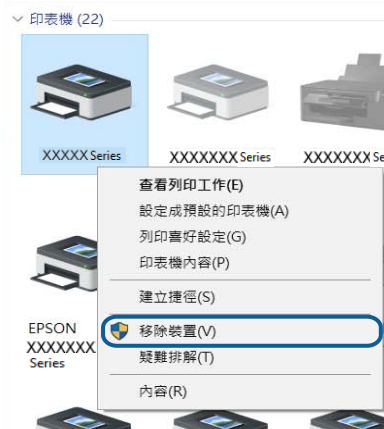 印表機 (22)
XXXXX Series
XXXXXXX Series
XXXXXXX Se
查看列印工作(E)
設定成預設的印表機(A)
列印喜好設定(G)
印表機內容(P)
建立捷徑(S)
移除裝置(V)
疑難排解(T)
內容(R)
EPSON
XXXXXXX
Series